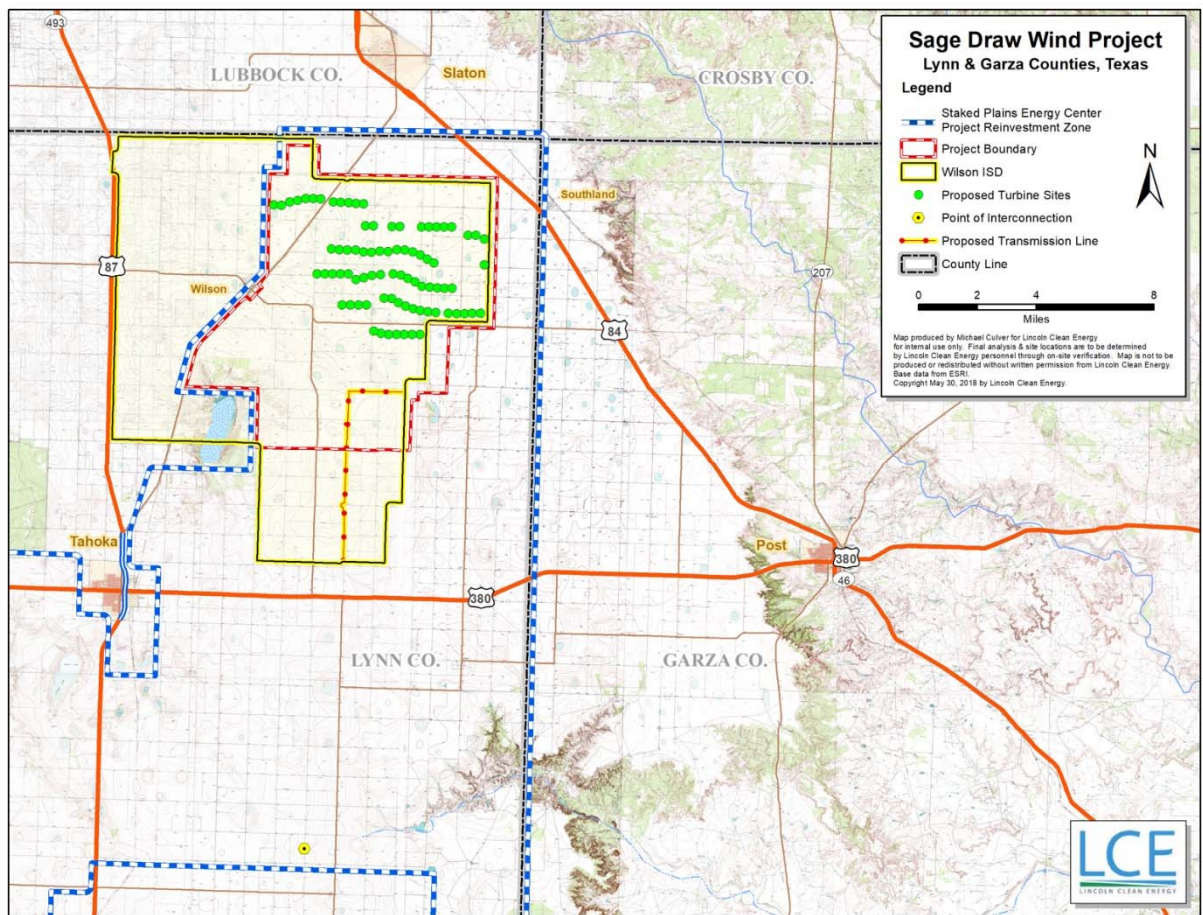 493
LUBBOCK CO.
Slaton
CROSBY CO.
Southland
87
Wilson
207
84
Tahoka
Post
380
46
380
LYNN CO.
GARZA CO.
Sage Draw Wind Project
Lynn & Garza Counties, Texas
Legend
Staked Plains Energy Center
Project Reinvestment Zone
Project Boundary
Wilson ISD
Proposed Turbine Sites
Point of Interconnection
Proposed Transmission Line
County Line
N
0 2 4 8
Miles
Map produced by Michael Culver for Lincoln Clean Energy
for internal use only. Final analysis & site locations are to be determined
by Lincoln Clean Energy personnel through on-site verification. Map is not to be
produced or redistributed without written permission from Lincoln Clean Energy.
Base data from ESRI.
Copyright May 30, 2018 by Lincoln Clean Energy.
LCE
LINCOLN CLEAN ENERGY